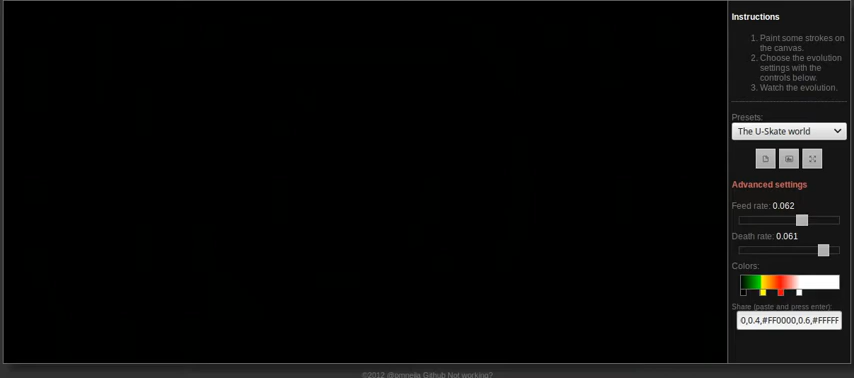 Instructions
1. Paint some strokes on
the canvas.
2. Choose the evolution
settings with the
controls below.
3. Watch the evolution.
Presets:
The U-Skate world
Advanced settings
Feed rate: 0.062
Death rate: 0.061
Colors:
Share (paste and press enter):
0,0.4,#FF0000,0.6,#FFFFF
©2012 @pmneila Github Not working?